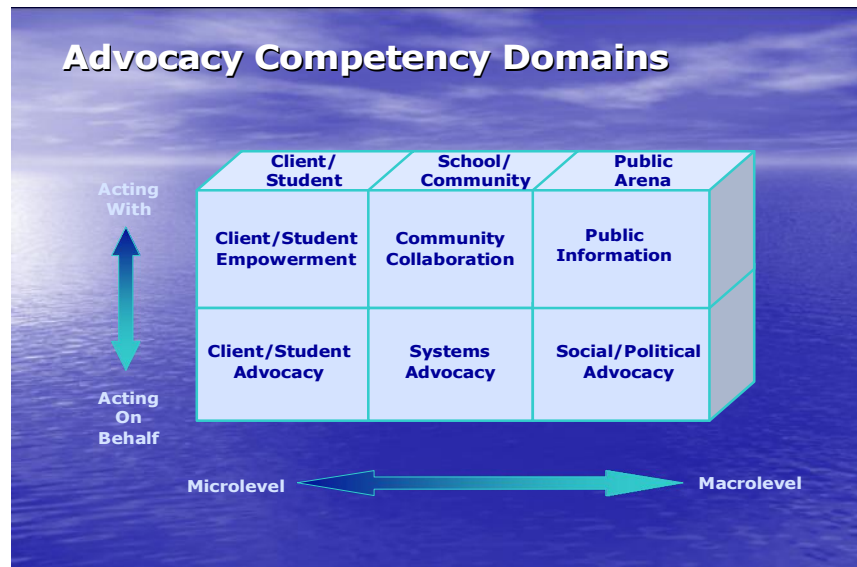 Advocacy Competency Domains
Client/
Student
School/
Community
Public
Arena
Acting
With
Client/Student
Empowerment
Community
Collaboration
Public
Information
Client/Student
Advocacy
Systems
Advocacy
Social/Political
Advocacy
Acting
On
Behalf
Microlevel
Macrolevel